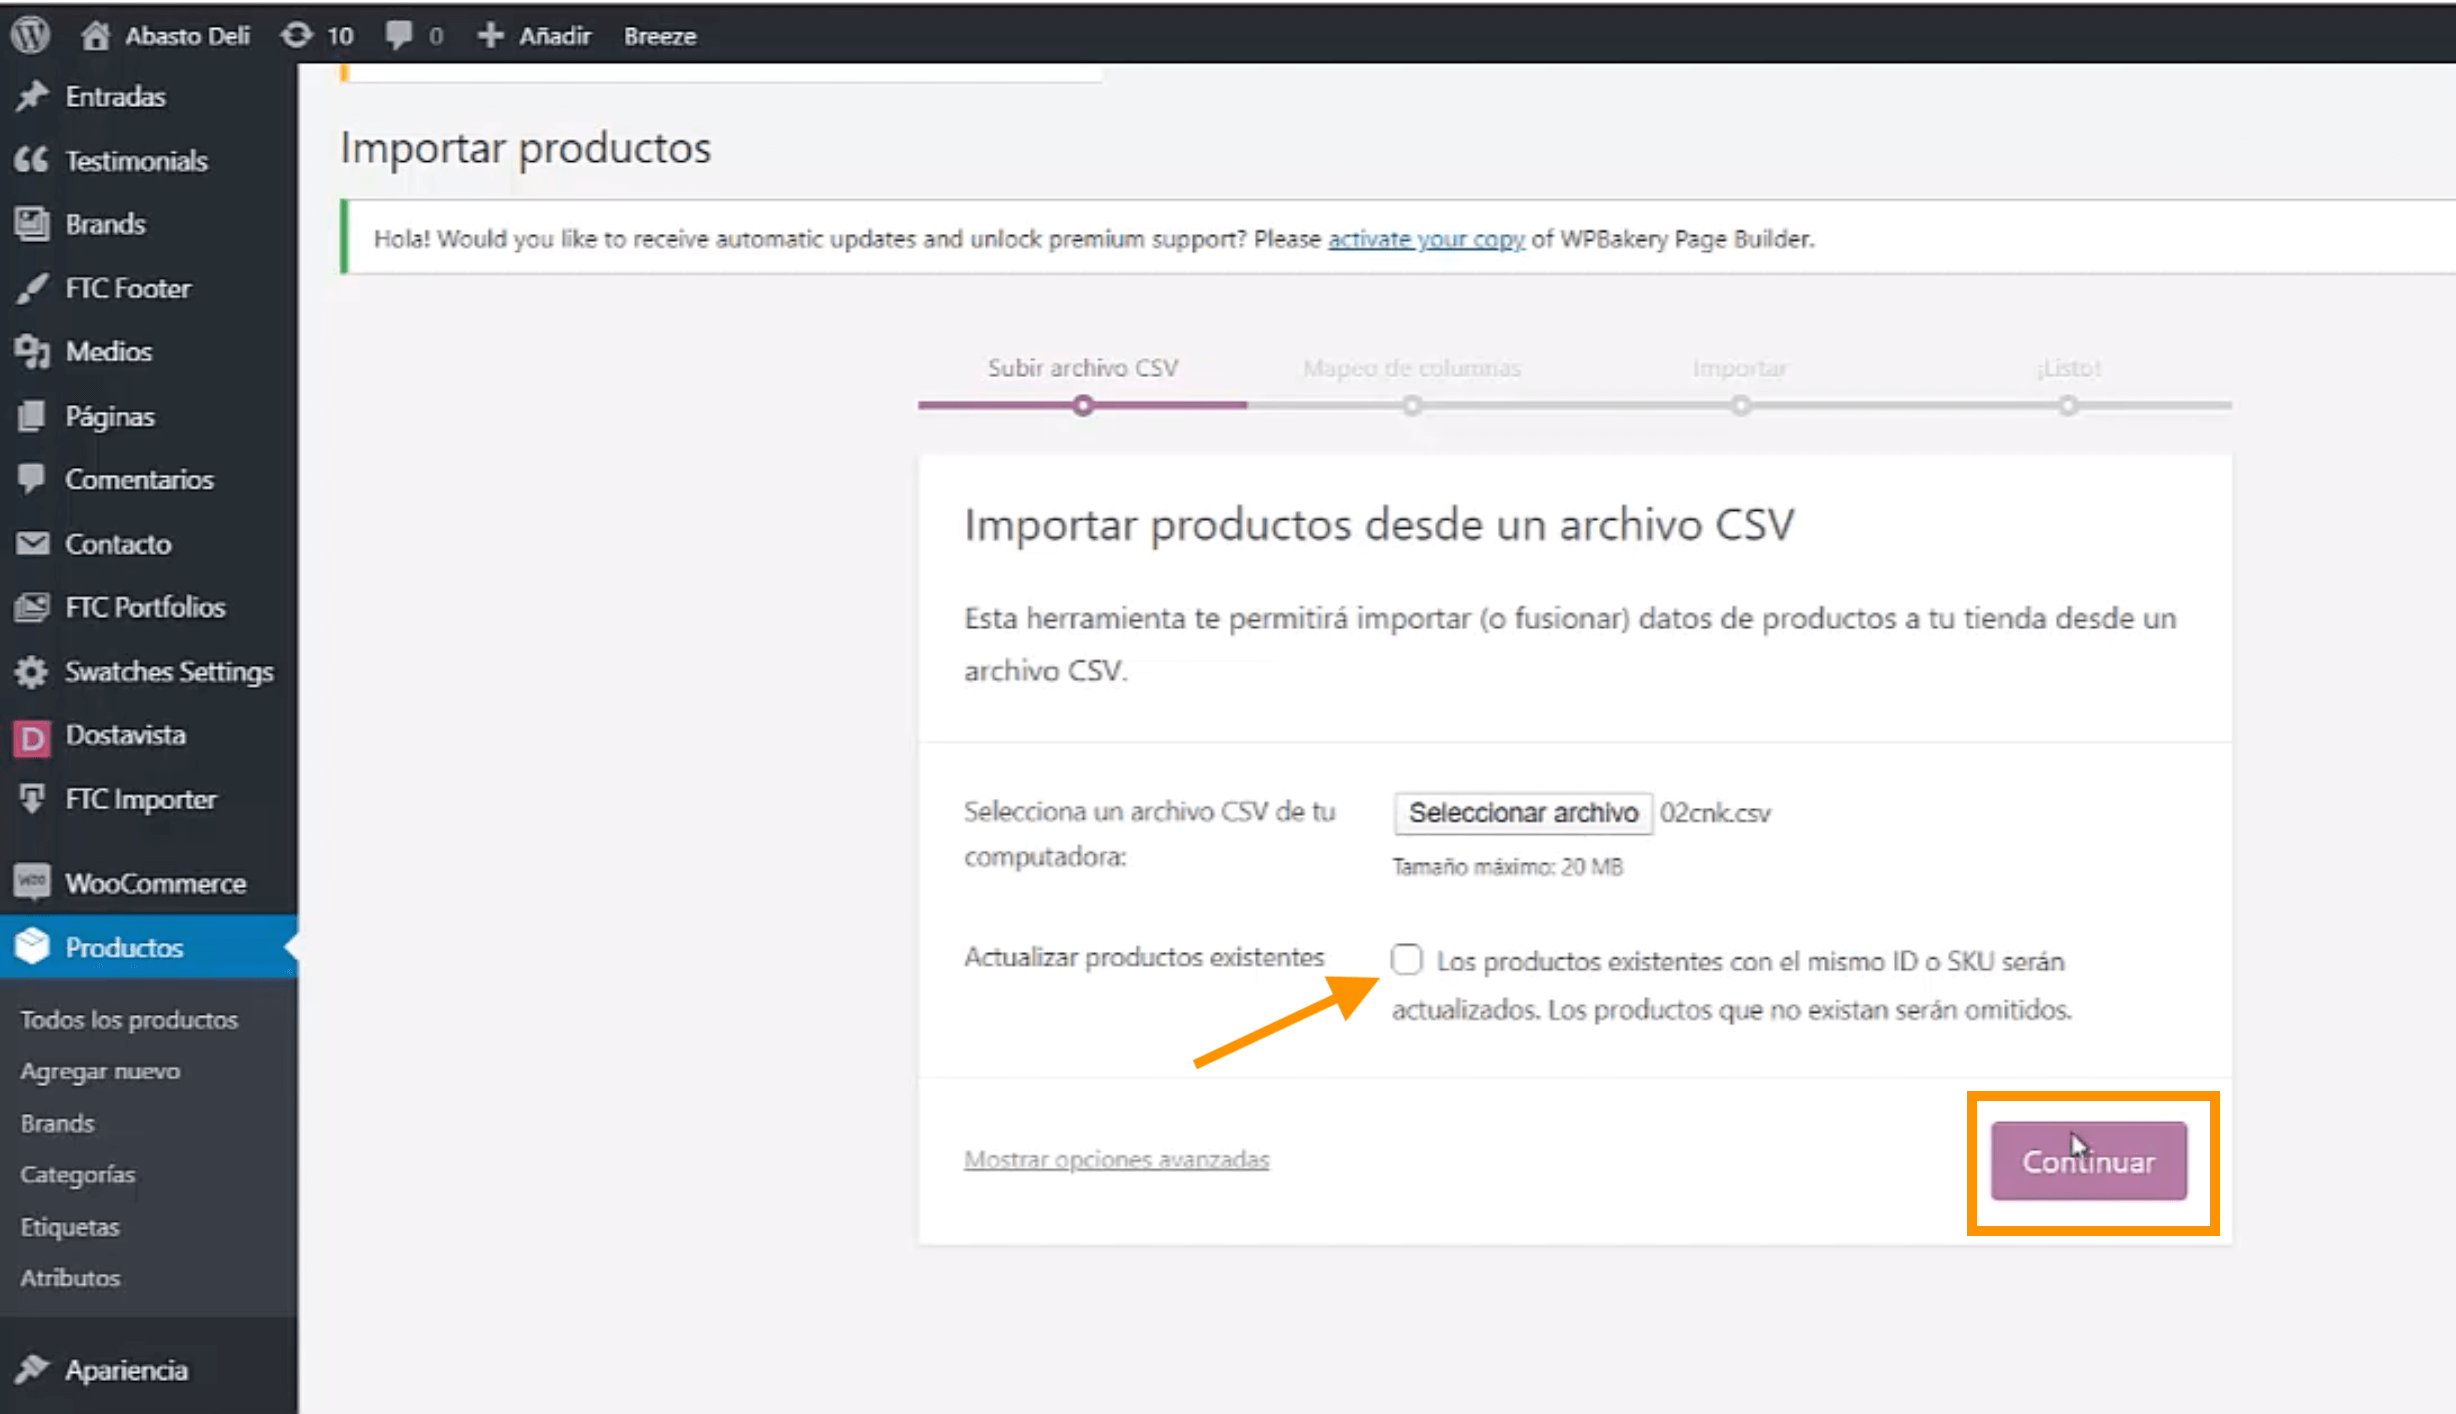 Abasto Deli 10 0 Añadir Breeze
Entradas
Testimonials
Brands
FTC Footer
Medios
Páginas
Comentarios
Contacto
FTC Portfolios
Swatches Settings
D Dostavista
FTC Importer
WOO WooCommerce
Productos
Todos los productos
Agregar nuevo
Brands
Categorías
Etiquetas
Atributos
Apariencia
Importar productos
Hola! Would you like to receive automatic updates and unlock premium support? Please activate your copy of WPBakery Page Builder.
Subir archivo CSV Mapeo de columnas Importar ¡Listo!
Importar productos desde un archivo CSV
Esta herramienta te permitirá importar (o fusionar) datos de productos a tu tienda desde un
archivo CSV.
Selecciona un archivo CSV de tu
computadora:
Seleccionar archivo 02cnk.csv
Tamaño máximo: 20 MB
Actualizar productos existentes
Los productos existentes con el mismo ID o SKU serán
actualizados. Los productos que no existan serán omitidos.
Mostrar opciones avanzadas
Continuar